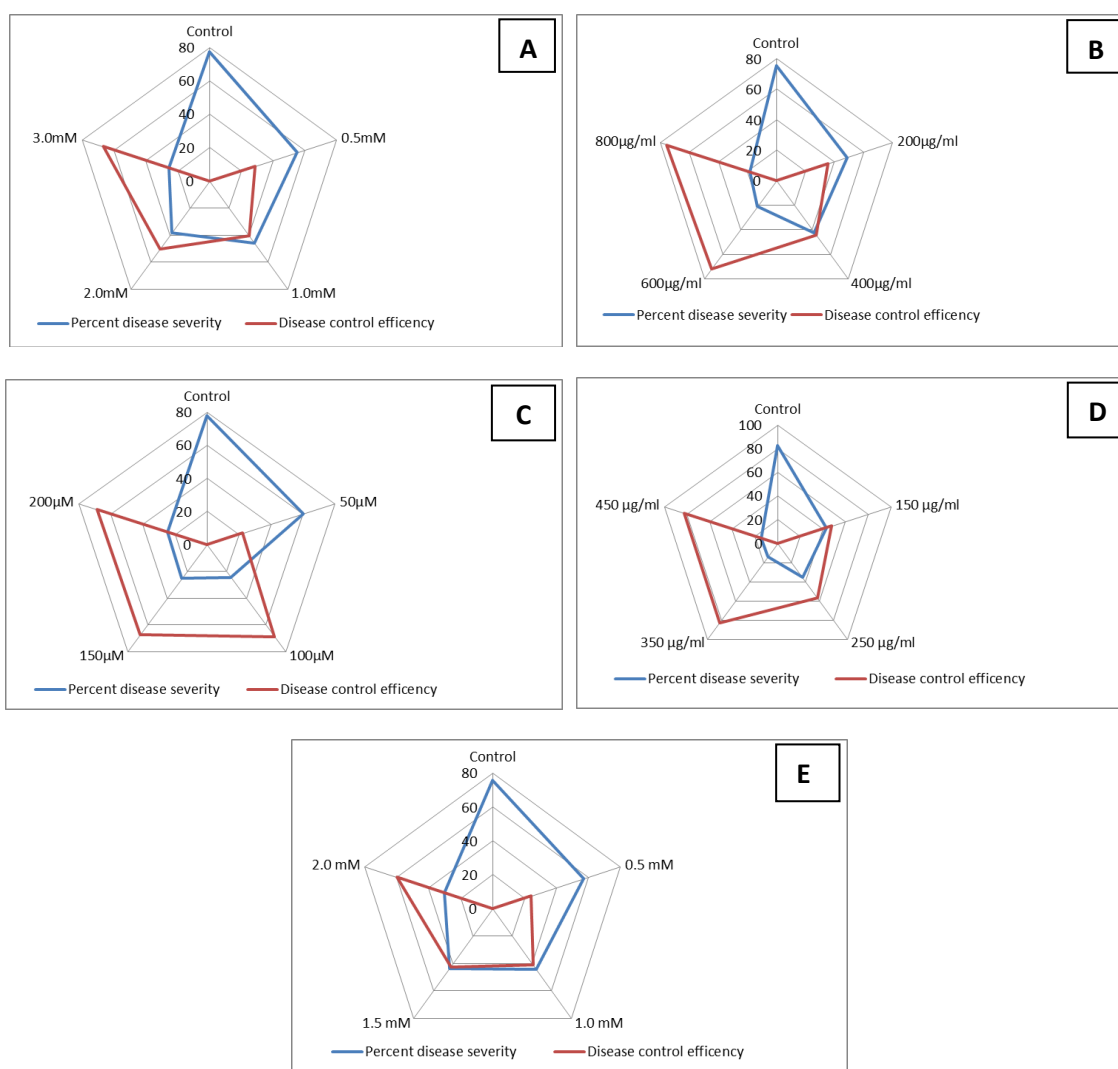 A
Control
80
60
40
20
0
0.5mM
1.0mM
2.0mM
3.0mM
Percent disease severity
Disease control efficency
B
Control
80
60
40
20
0
200µg/ml
400µg/ml
600µg/ml
800µg/ml
Percent disease severity
Disease control efficency
C
Control
80
60
40
20
0
50µM
100µM
150µM
200µM
Percent disease severity
Disease control efficency
D
Control
100
80
60
40
20
0
150 µg/ml
250 µg/ml
350 µg/ml
450 µg/ml
Percent disease severity
Disease control efficency
E
Control
80
60
40
20
0
0.5 mM
1.0 mM
1.5 mM
2.0 mM
Percent disease severity
Disease control efficency